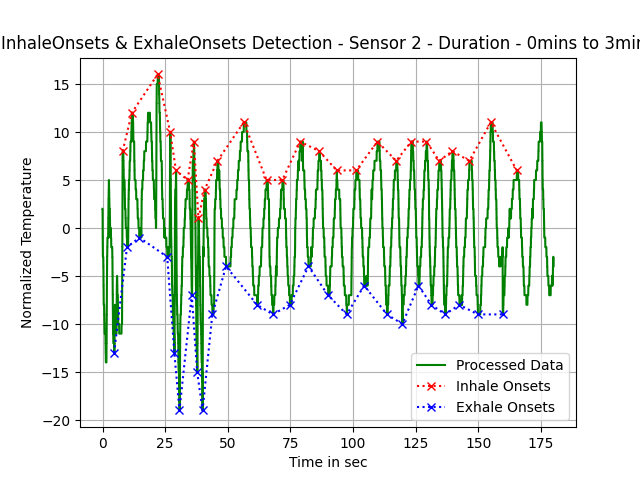 InhaleOnsets & ExhaleOnsets Detection - Sensor 2 - Duration - 0mins to 3mi
Normalized Temperature
15
10
5
0
−5
−10
−15
−20
0 25 50 75 100 125 150 175
Time in sec
Processed Data
Inhale Onsets
Exhale Onsets